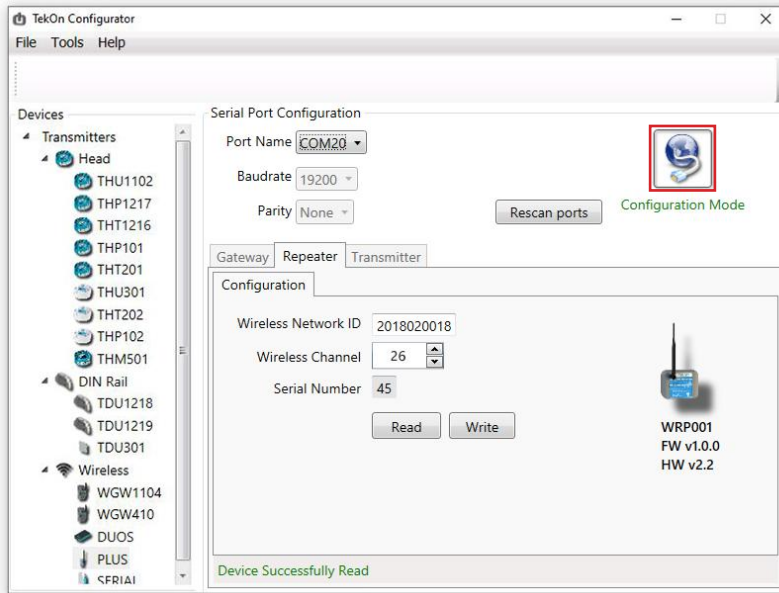 TekOn Configurator
File Tools Help
Devices
Transmitters
Head
THU1102
THP1217
THT1216
THP101
THT201
THU301
THT202
THP102
THM501
DIN Rail
TDU1218
TDU1219
TDU301
Wireless
WGW1104
WGW410
DUOS
PLUS
SERIAL
Serial Port Configuration
Port Name COM20
Baudrate 19200
Parity None
Rescan ports
Configuration Mode
Gateway Repeater Transmitter
Configuration
Wireless Network ID 2018020018
Wireless Channel 26
Serial Number 45
Read Write
WRP001
FW v1.0.0
HW v2.2
Device Successfully Read